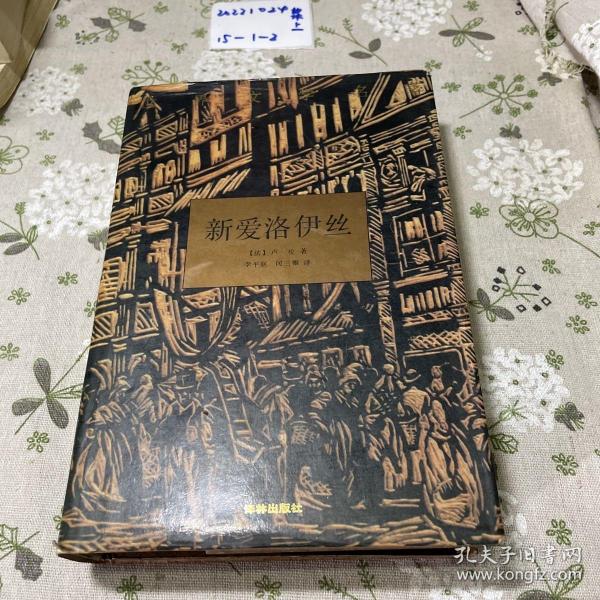 20221024
15-1-2
新爱洛伊丝
[法] 卢 梭 著
李平沤 何三雅 译
译林出版社
孔夫子旧书网
www.kongfz.com